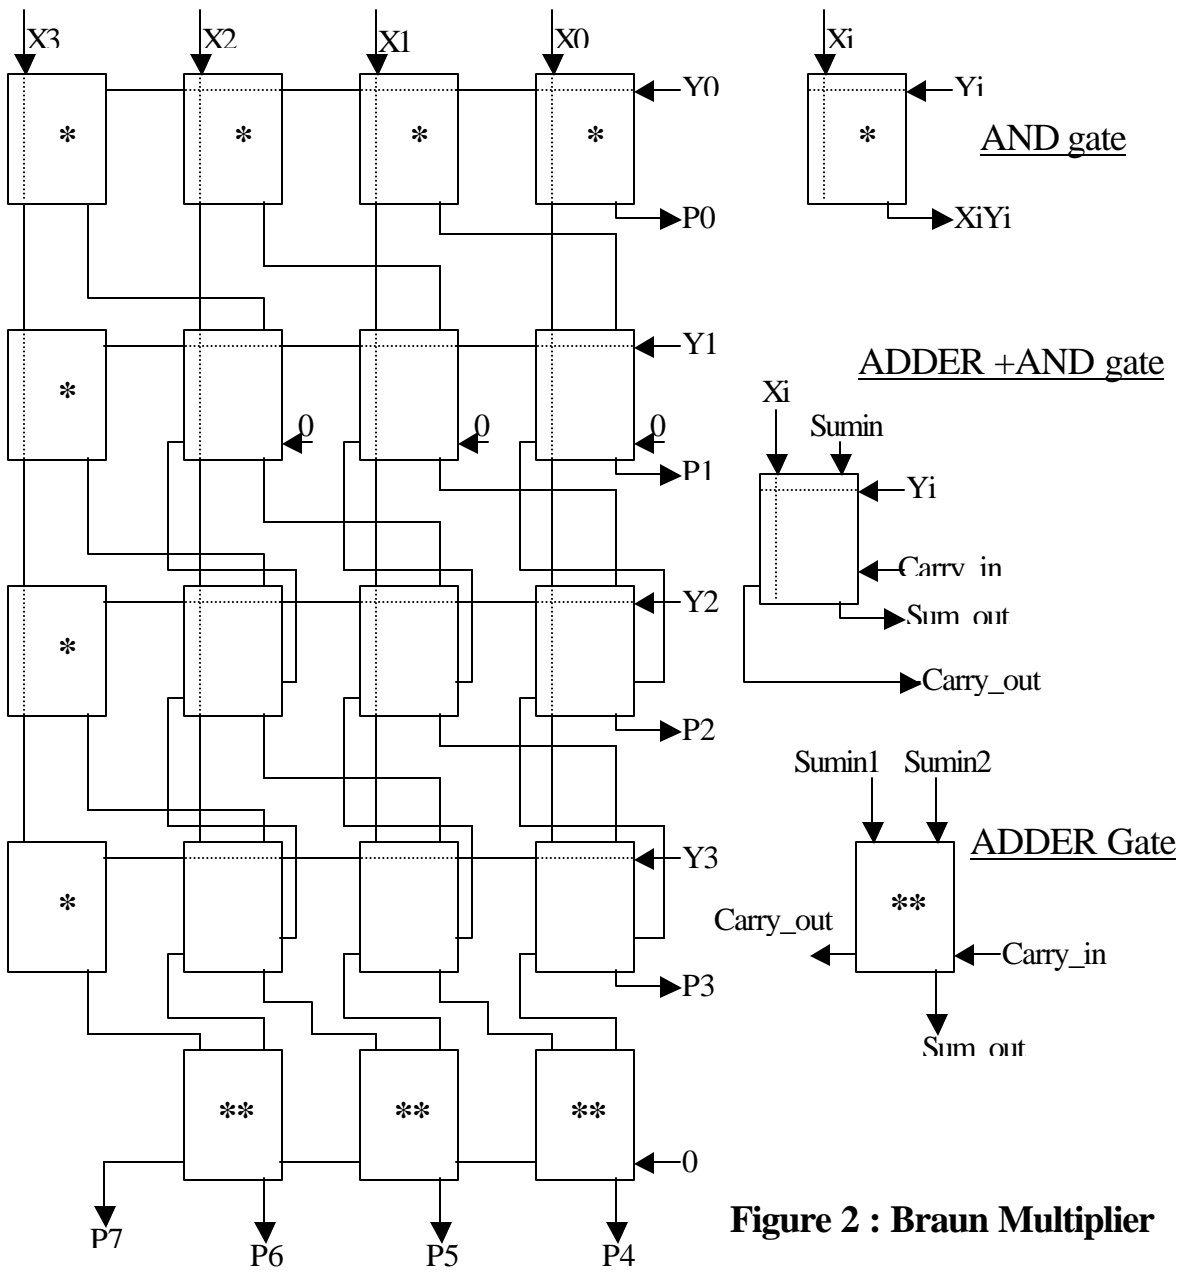 X3 X2 X1 X0 Xi
Y0 Yi
* * * * *
AND gate
P0 XiYi
Y1
ADDER +AND gate
*
Xi
0 0 0 Sumin
P1
Yi
Carry_in
Y2
Sum_out
*
Carry_out
P2
Sumin1 Sumin2
ADDER Gate
Y3
* **
Carry_out
Carry_in
P3
Sum_out
** ** **
0
P7 P6 P5 P4
Figure 2 : Braun Multiplier